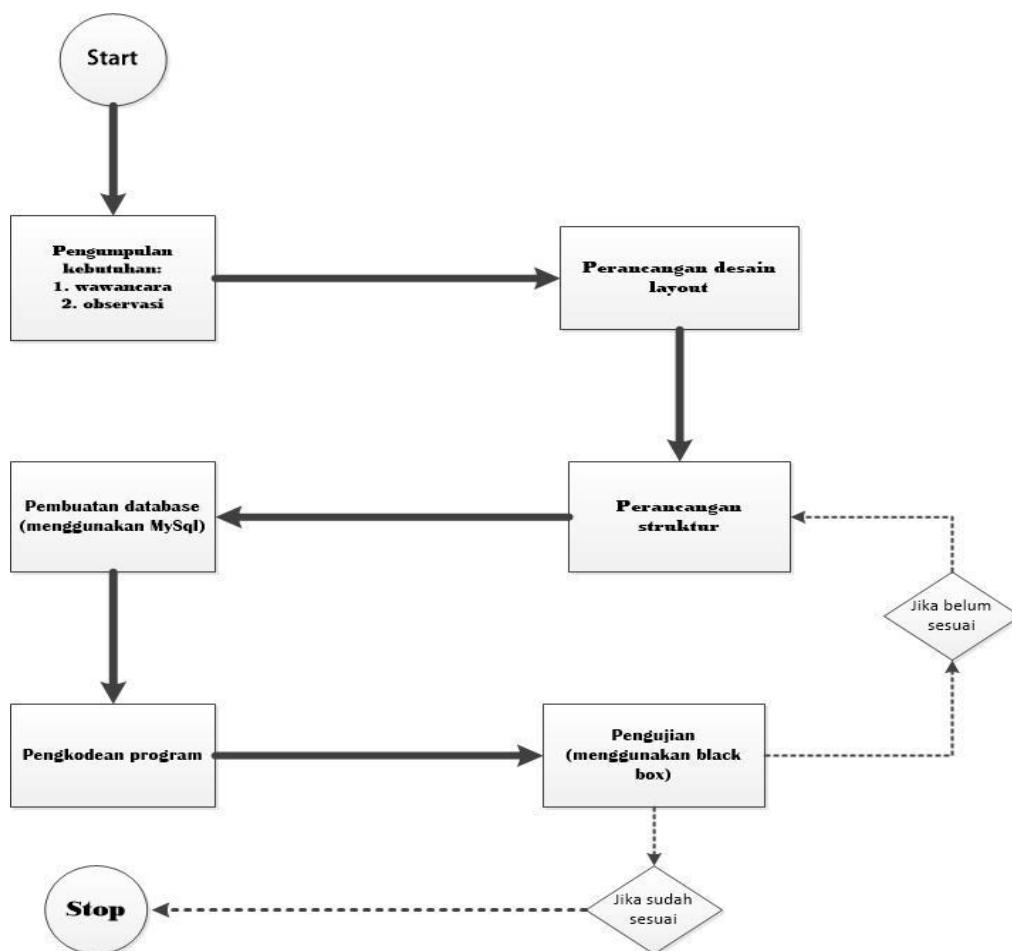 Start
Pengumpulan
kebutuhan:
1. wawancara
2. observasi
Perancangan desain
layout
Perancangan
struktur
Pembuatan database
(menggunakan MySql)
Pengkodean program
Pengujian
(menggunakan black
box)
Jika belum
sesuai
Jika sudah
sesuai
Stop